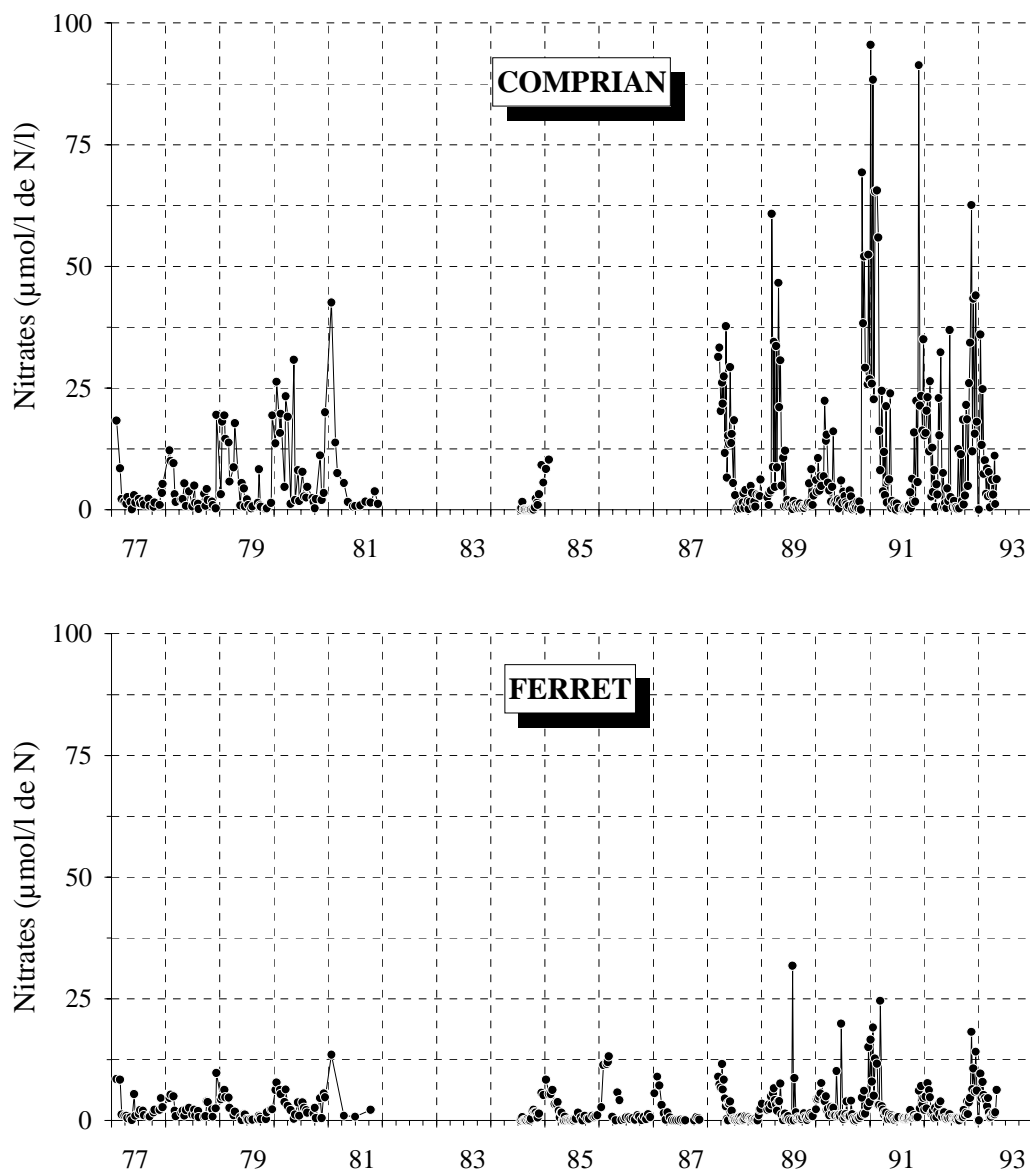 100
COMPRIAN
75
Nitrates (µmol/l de N/l)
50
25
0
77 79 81 83 85 87 89 91 93
100
FERRET
75
Nitrates (µmol/l de N)
50
25
0
77 79 81 83 85 87 89 91 93